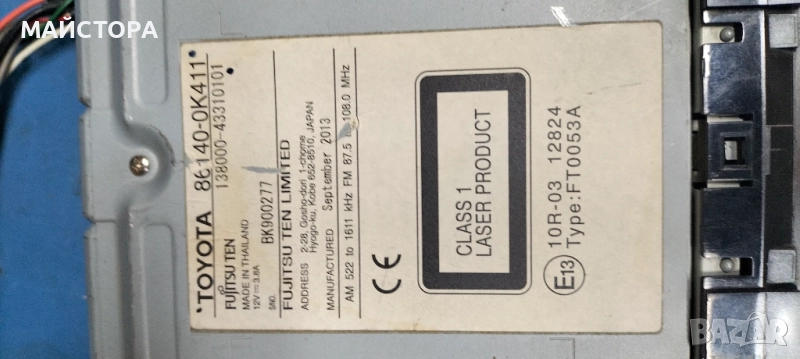 МАЙСТОРА
TOYOTA 86140-0K411
FUJITSU TEN 138000-43310101
MADE IN THAILAND
12V 3.8A
SNO. BK900277
FUJITSU TEN LIMITED
ADDRESS 2-28, Gosho-dori 1-chome
Hyogo-ku, Kobe 652-8510, JAPAN
MANUFACTURED September 2013
AM 522 to 1611 kHz FM 87.5 to 108.0 MHz
CE
CLASS 1
LASER PRODUCT
E13 10R-03 12824
Type:FT0053A
BAZAR